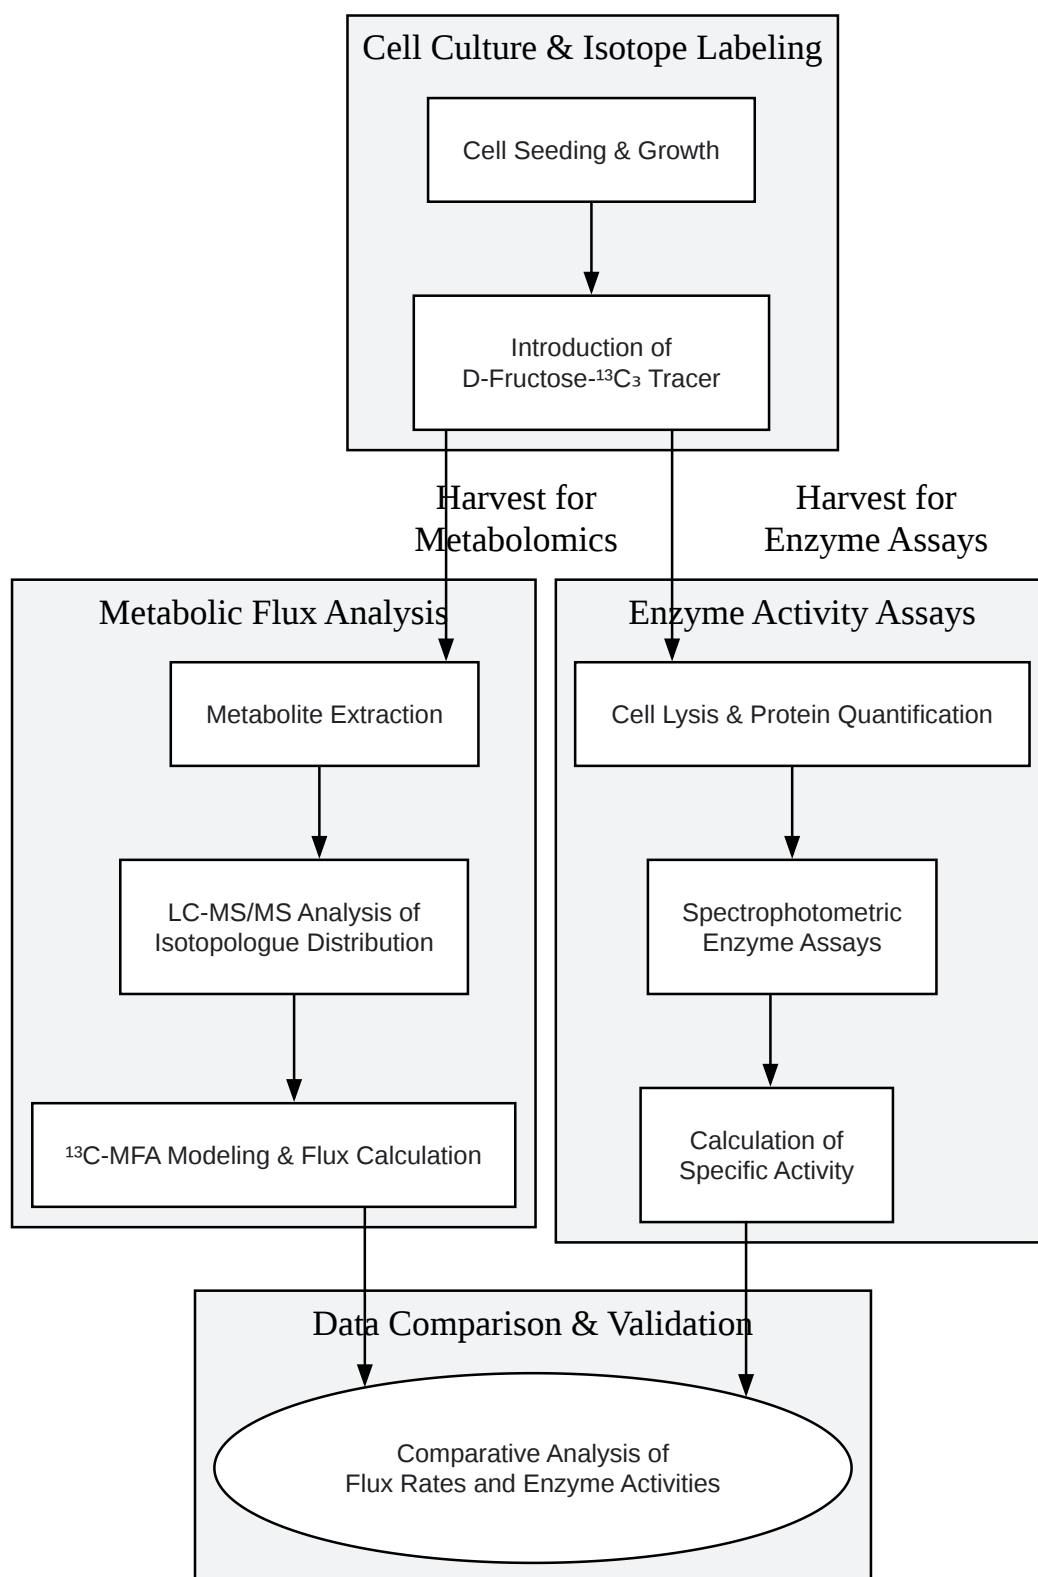 Cell Culture & Isotope Labeling
Cell Seeding & Growth
Introduction of
D-Fructose-¹³C₃ Tracer
Harvest for
Metabolomics
Harvest for
Enzyme Assays
Metabolic Flux Analysis
Metabolite Extraction
LC-MS/MS Analysis of
Isotopologue Distribution
¹³C-MFA Modeling & Flux Calculation
Enzyme Activity Assays
Cell Lysis & Protein Quantification
Spectrophotometric
Enzyme Assays
Calculation of
Specific Activity
Data Comparison & Validation
Comparative Analysis of
Flux Rates and Enzyme Activities